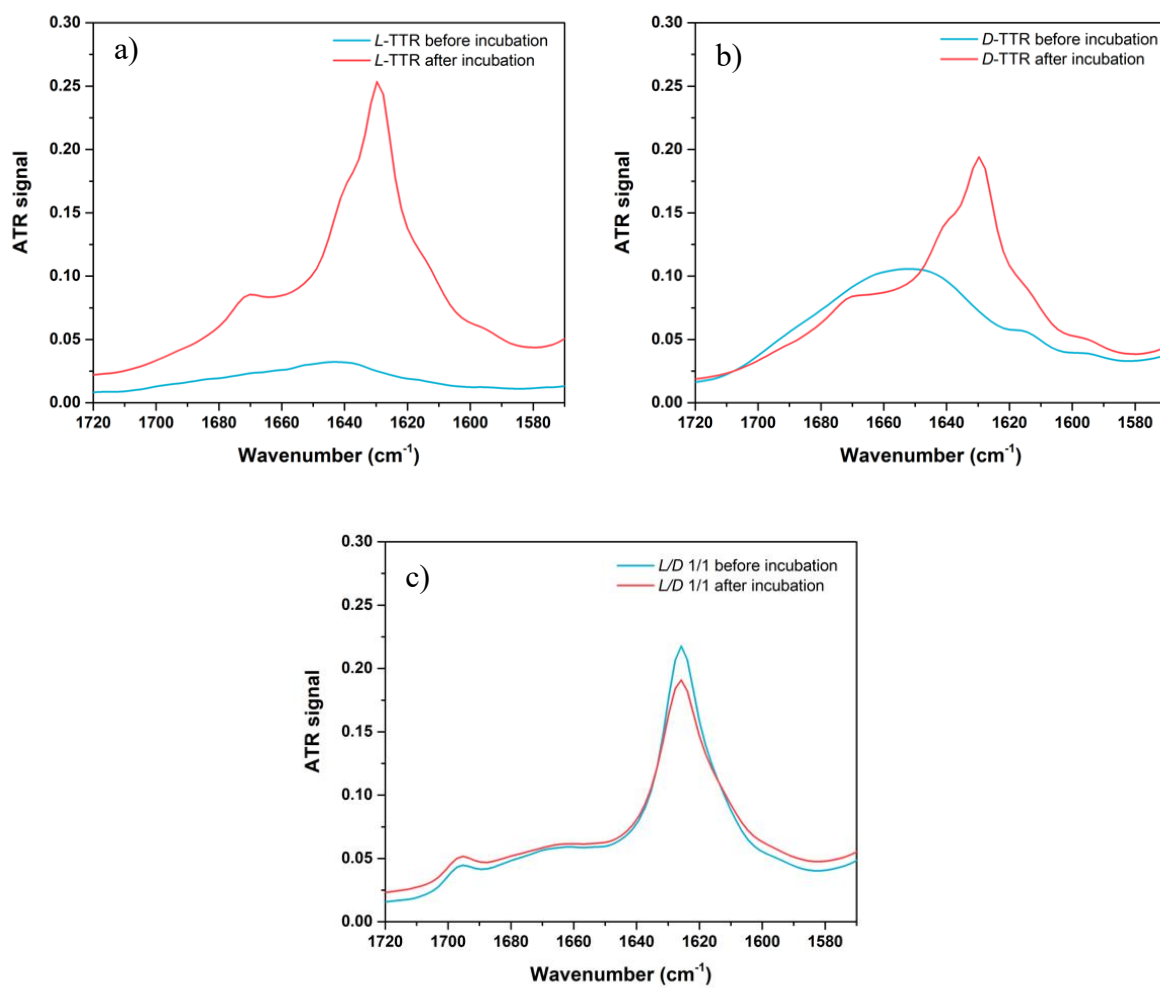 a)
L-TTR before incubation
L-TTR after incubation
0.30
0.25
0.20
0.15
0.10
0.05
0.00
ATR signal
1720 1700 1680 1660 1640 1620 1600 1580
Wavenumber (cm⁻¹)
b)
D-TTR before incubation
D-TTR after incubation
0.30
0.25
0.20
0.15
0.10
0.05
0.00
ATR signal
1720 1700 1680 1660 1640 1620 1600 1580
Wavenumber (cm⁻¹)
c)
L/D 1/1 before incubation
L/D 1/1 after incubation
0.30
0.25
0.20
0.15
0.10
0.05
0.00
ATR signal
1720 1700 1680 1660 1640 1620 1600 1580
Wavenumber (cm⁻¹)